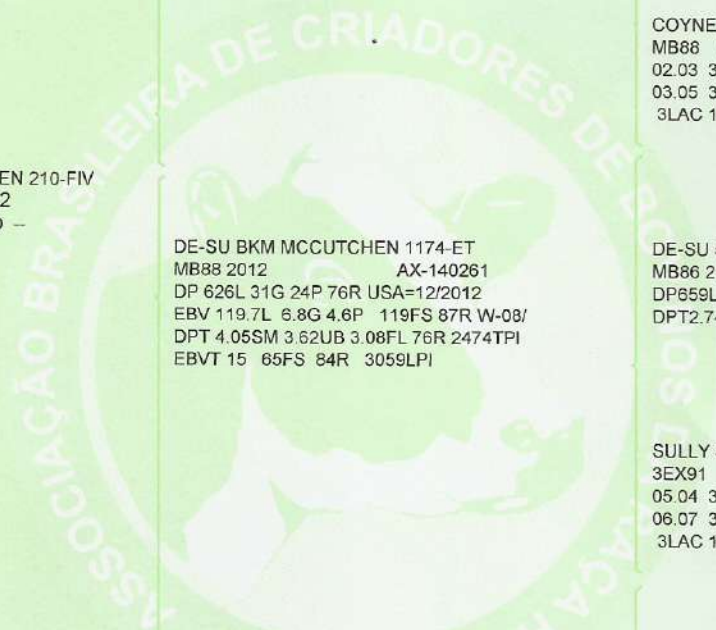 ASSOCIAÇÃO BRASILEIRA DE CRIADORES DE BO OS D RAÇA
EN 210-FIV
2
--
DE-SU BKM MCCUTCHEN 1174-ET
MB88 2012 AX-140261
DP 626L 31G 24P 76R USA=12/2012
EBV 119.7L 6.8G 4.6P 119FS 87R W-08/
DPT 4.05SM 3.62UB 3.08FL 76R 2474TPI
EBVT 15 65FS 84R 3059LPI
COYNE
MB88
02.03 3
03.05 3
3LAC 1
DE-SU
MB86 2
DP659L
DPT2.74
SULLY
3EX91
05.04 3
06.07 3
3LAC 1